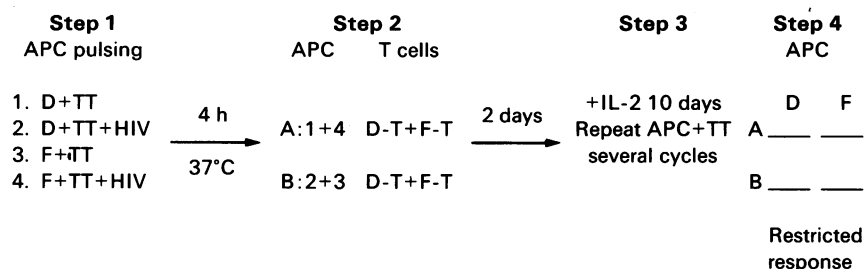 Step 1 Step 2 Step 3 Step 4
APC pulsing APC T cells APC
1. D+TT +IL-2 10 days D F
2. D+TT+HIV 4 h A:1+4 D-T+F-T 2 days Repeat APC+TT A
3. F+TT 37°C several cycles
4. F+TT+HIV B:2+3 D-T+F-T B
Restricted
response